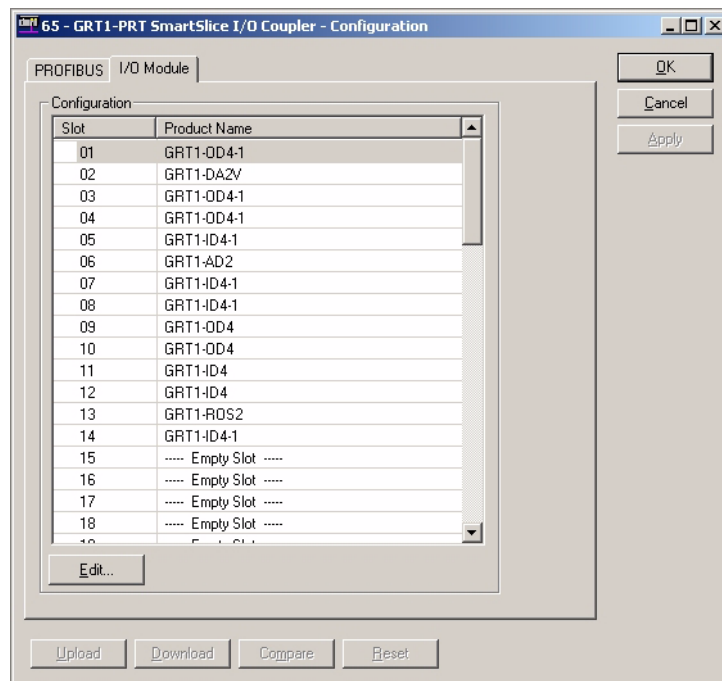 65 - GRT1-PRT SmartSlice I/O Coupler - Configuration
PROFIBUS I/O Module
OK
Cancel
Apply
Configuration
Slot Product Name
01 GRT1-OD4-1
02 GRT1-DA2V
03 GRT1-OD4-1
04 GRT1-OD4-1
05 GRT1-ID4-1
06 GRT1-AD2
07 GRT1-ID4-1
08 GRT1-ID4-1
09 GRT1-OD4
10 GRT1-OD4
11 GRT1-ID4
12 GRT1-ID4
13 GRT1-ROS2
14 GRT1-ID4-1
15 ----- Empty Slot -----
16 ----- Empty Slot -----
17 ----- Empty Slot -----
18 ----- Empty Slot -----
Edit...
Upload Download Compare Reset